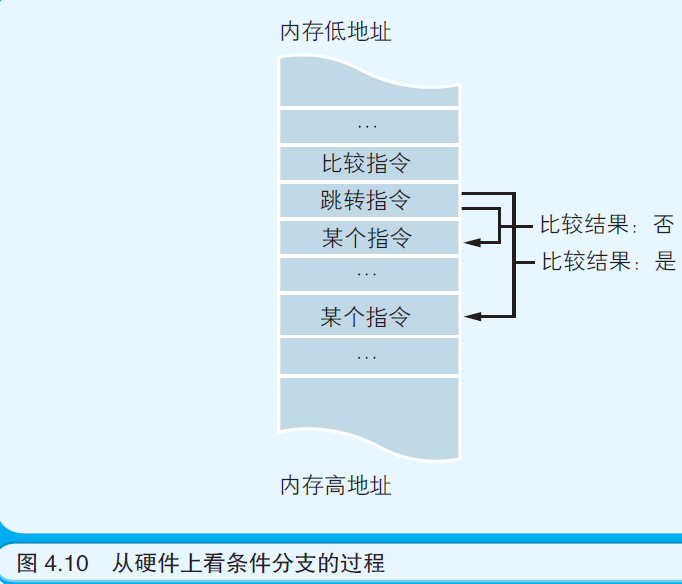 内存低地址
…
比较指令
跳转指令
某个指令
比较结果：否
比较结果：是
…
某个指令
…
内存高地址
图 4.10 从硬件上看条件分支的过程